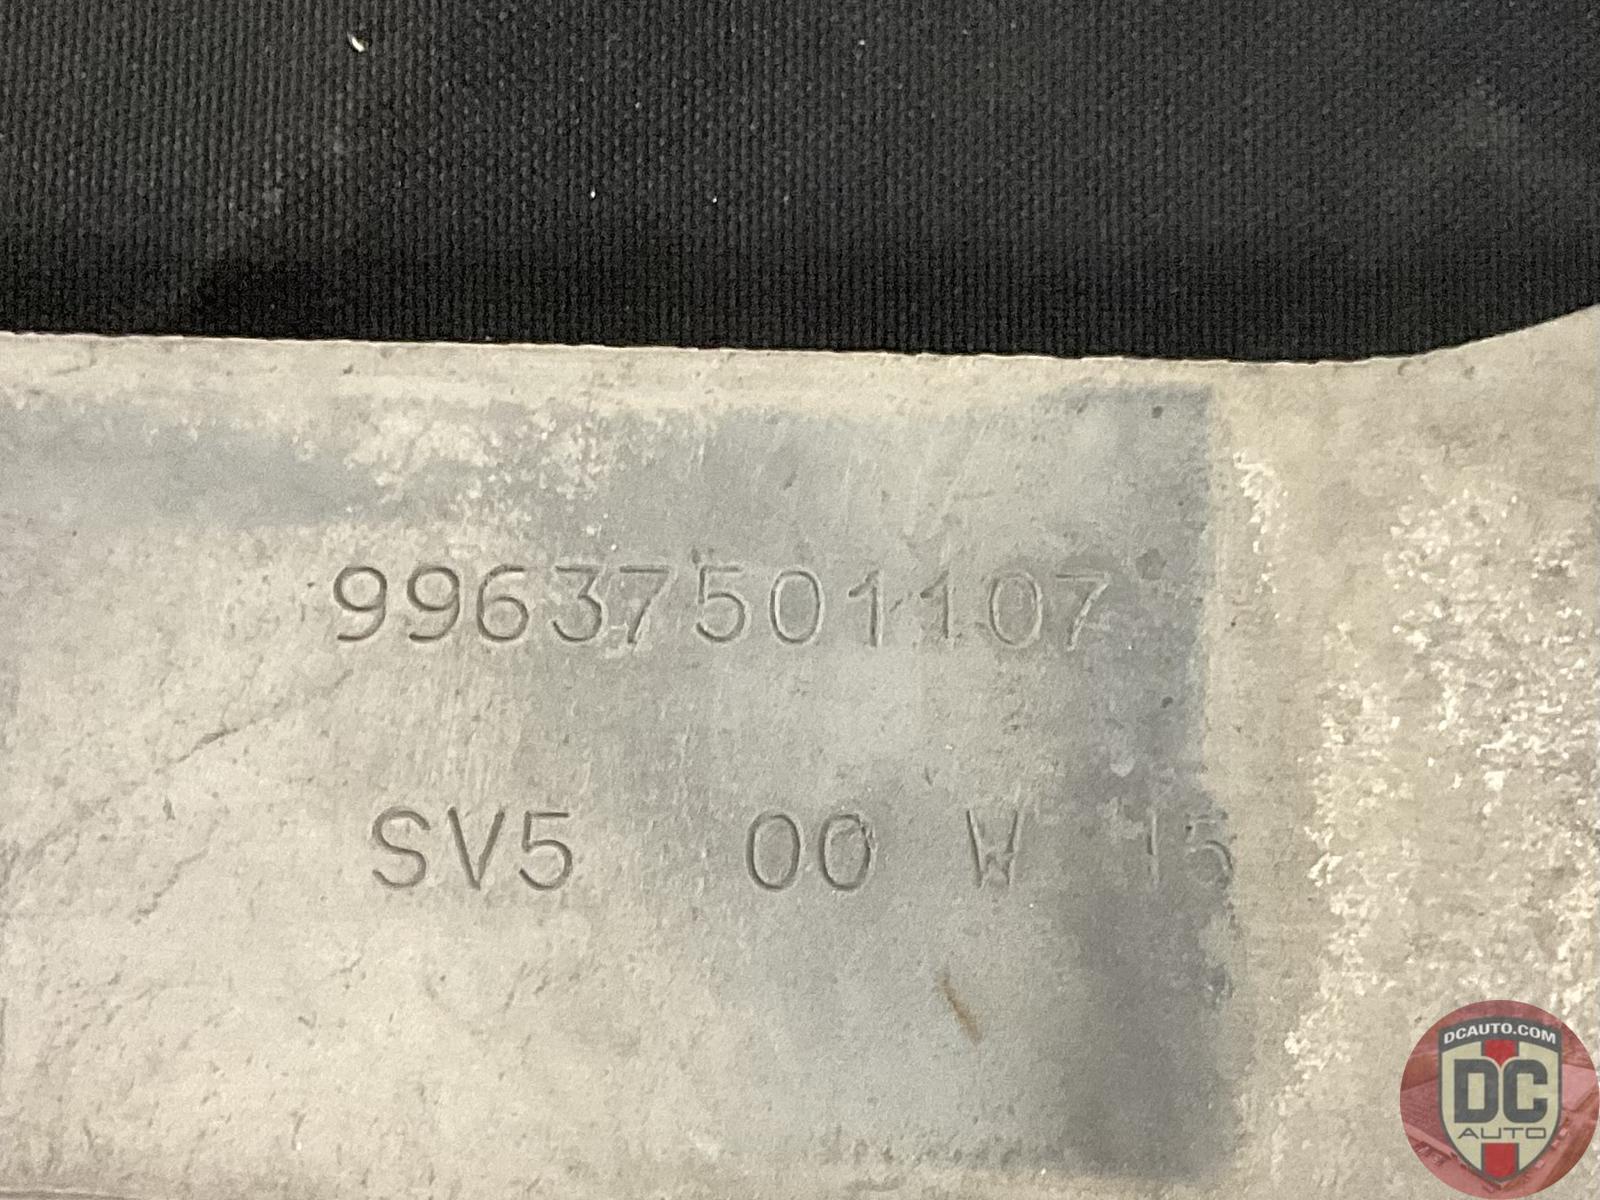 99637501107
SV5 00 W 15
DCAUTO.COM
DC
AUTO